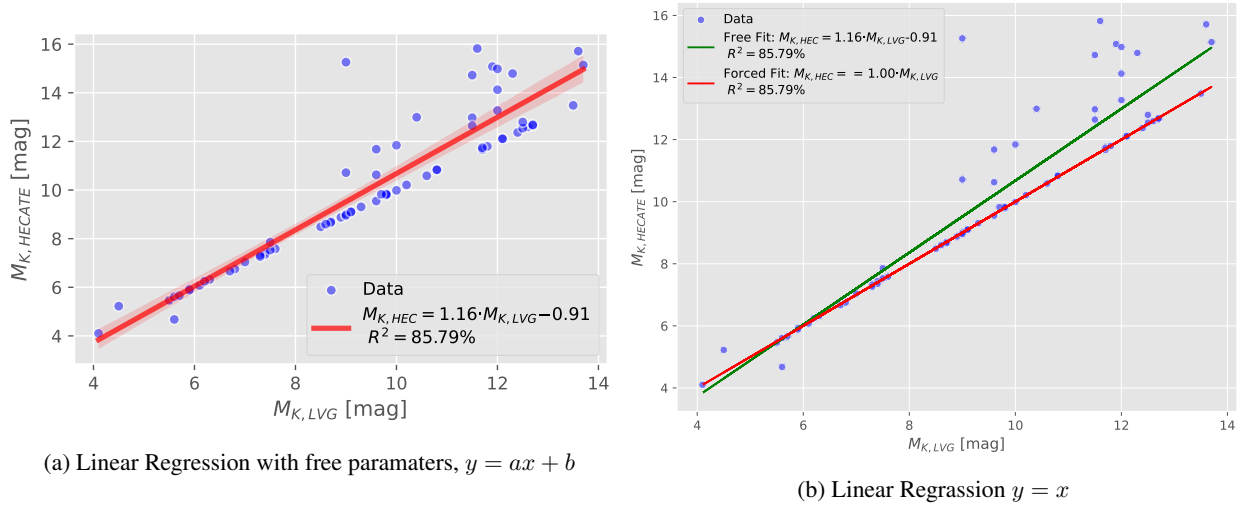 16
14
12
10
8
6
4
M_{K, HECATE} [mag]
Data
M_{K, HEC} = 1.16·M_{K, LVG} −0.91
R² = 85.79%
4 6 8 10 12 14
M_{K, LVG} [mag]
(a) Linear Regression with free paramaters, y = ax + b
16
14
12
10
8
6
4
M_{K, HECATE} [mag]
Data
Free Fit: M_{K, HEC} = 1.16·M_{K, LVG}-0.91
R² = 85.79%
Forced Fit: M_{K, HEC} = = 1.00·M_{K, LVG}
R² = 85.79%
4 6 8 10 12 14
M_{K, LVG} [mag]
(b) Linear Regrassion y = x